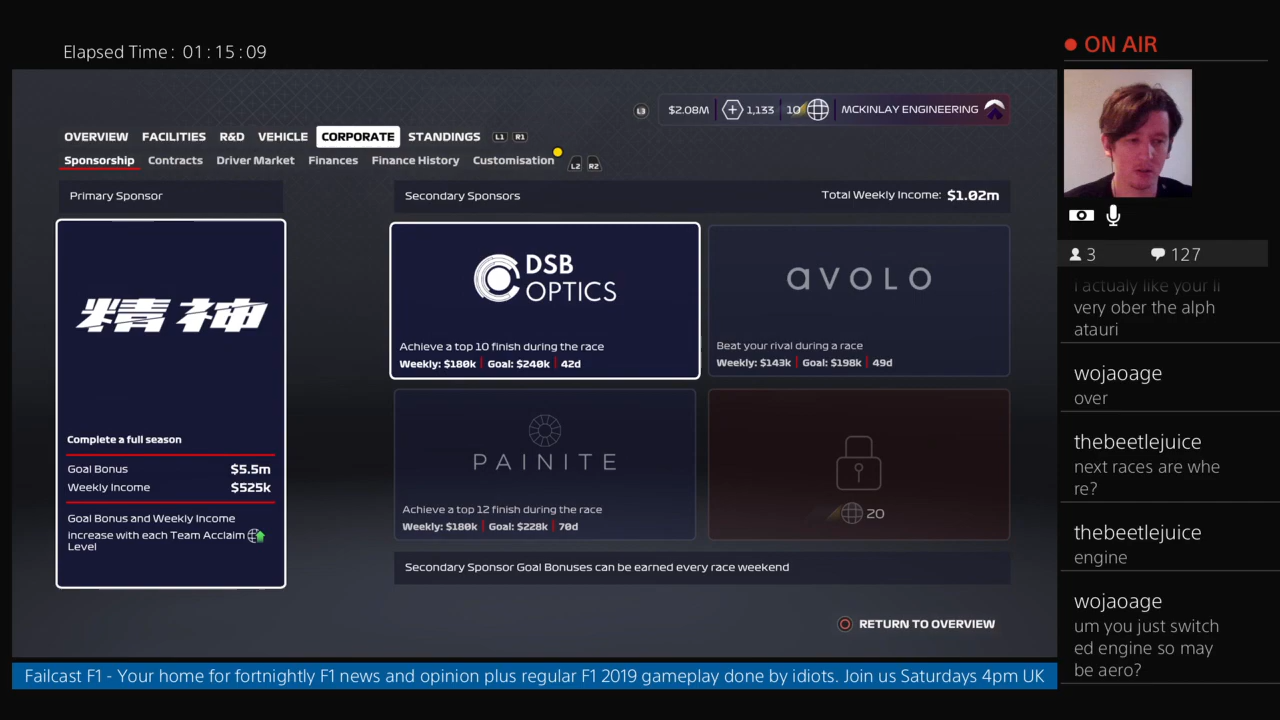 Elapsed Time: 01:15:09
ON AIR
$2.08M
1,133
10
MCKINLAY ENGINEERING
OVERVIEW FACILITIES R&D VEHICLE CORPORATE STANDINGS L1 R1
Sponsorship Contracts Driver Market Finances Finance History Customisation L2 R2
Primary Sponsor
精神
Complete a full season
Goal Bonus $5.5m
Weekly Income $525k
Goal Bonus and Weekly Income
increase with each Team Acclaim
Level
Secondary Sponsors
Total Weekly Income: $1.02m
DSB
OPTICS
Achieve a top 10 finish during the race
Weekly: $180k Goal: $240k 42d
AVOLO
Beat your rival during a race
Weekly: $143k Goal: $198k 49d
PAINITE
Achieve a top 12 finish during the race
Weekly: $180k Goal: $228k 70d
20
Secondary Sponsor Goal Bonuses can be earned every race weekend
RETURN TO OVERVIEW
3 127
I actualy like your li
very ober the alph
atauri
wojaoage
over
thebeetlejuice
next races are whe
re?
thebeetlejuice
engine
wojaoage
um you just switch
ed engine so may
be aero?
Failcast F1 - Your home for fortnightly F1 news and opinion plus regular F1 2019 gameplay done by idiots. Join us Saturdays 4pm UK